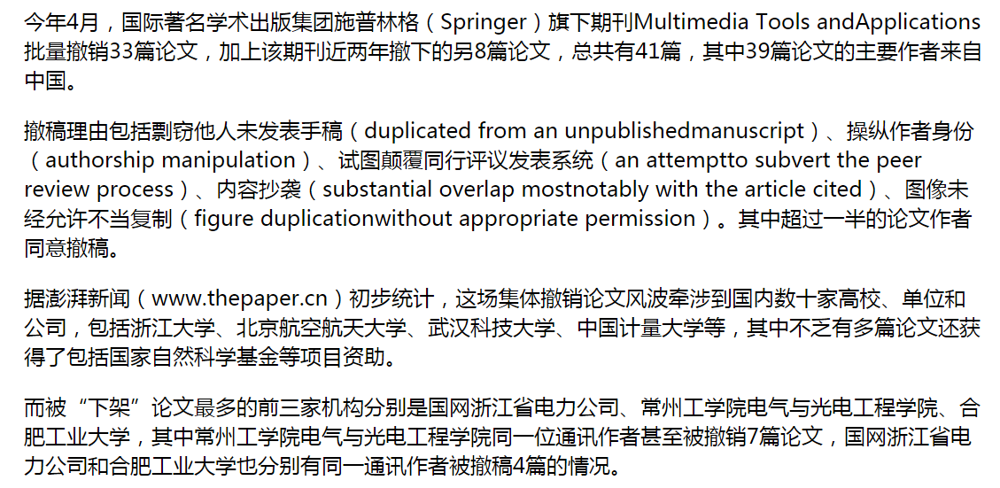 今年4月，国际著名学术出版集团施普林格（Springer）旗下期刊Multimedia Tools andApplications
批量撤销33篇论文，加上该期刊近两年撤下的另8篇论文，总共有41篇，其中39篇论文的主要作者来自
中国。
撤稿理由包括剽窃他人未发表手稿（duplicated from an unpublishedmanuscript）、操纵作者身份
（authorship manipulation）、试图颠覆同行评议发表系统（an attemptto subvert the peer
review process）、内容抄袭（substantial overlap mostnotably with the article cited）、图像未
经允许不当复制（figure duplicationwithout appropriate permission）。其中超过一半的论文作者
同意撤稿。
据澎湃新闻（www.thepaper.cn）初步统计，这场集体撤销论文风波牵涉到国内数十家高校、单位和
公司，包括浙江大学、北京航空航天大学、武汉科技大学、中国计量大学等，其中不乏有多篇论文还获
得了包括国家自然科学基金等项目资助。
而被“下架”论文最多的前三家机构分别是国网浙江省电力公司、常州工学院电气与光电工程学院、合
肥工业大学，其中常州工学院电气与光电工程学院同一位通讯作者甚至被撤销7篇论文，国网浙江省电
力公司和合肥工业大学也分别有同一通讯作者被撤稿4篇的情况。